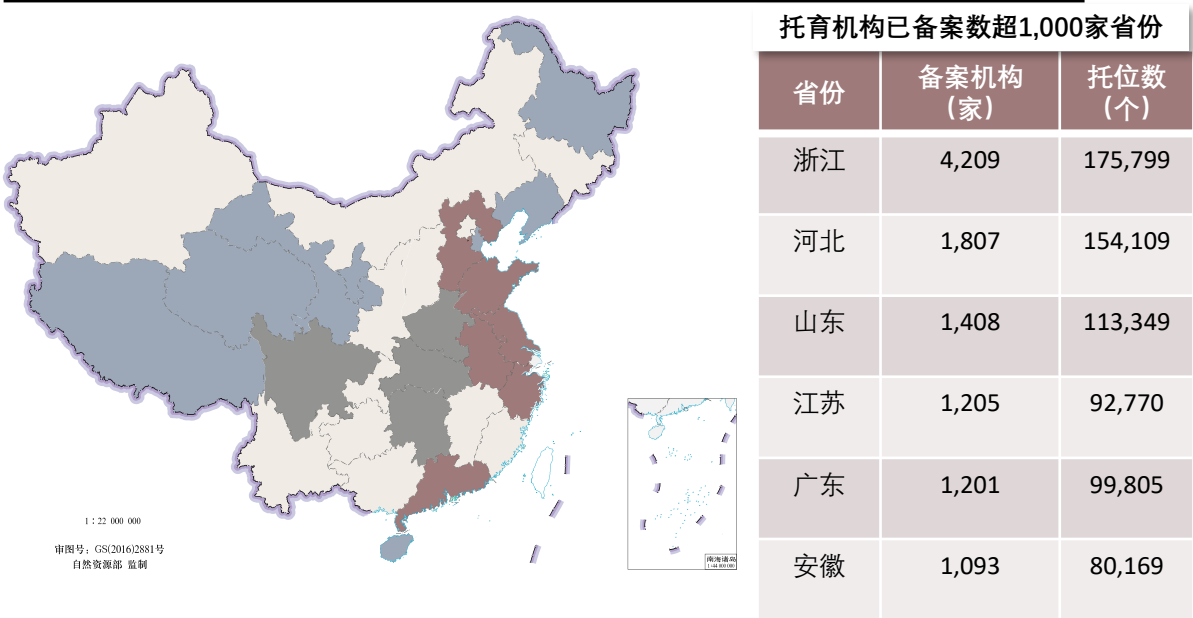 托育机构已备案数超1,000家省份
省份 备案机构 托位数
（家） （个）
浙江 4,209 175,799
河北 1,807 154,109
山东 1,408 113,349
江苏 1,205 92,770
广东 1,201 99,805
安徽 1,093 80,169
1：22 000 000
审图号：GS(2016)2881号
自然资源部 监制
南海诸岛
1:44 000 000